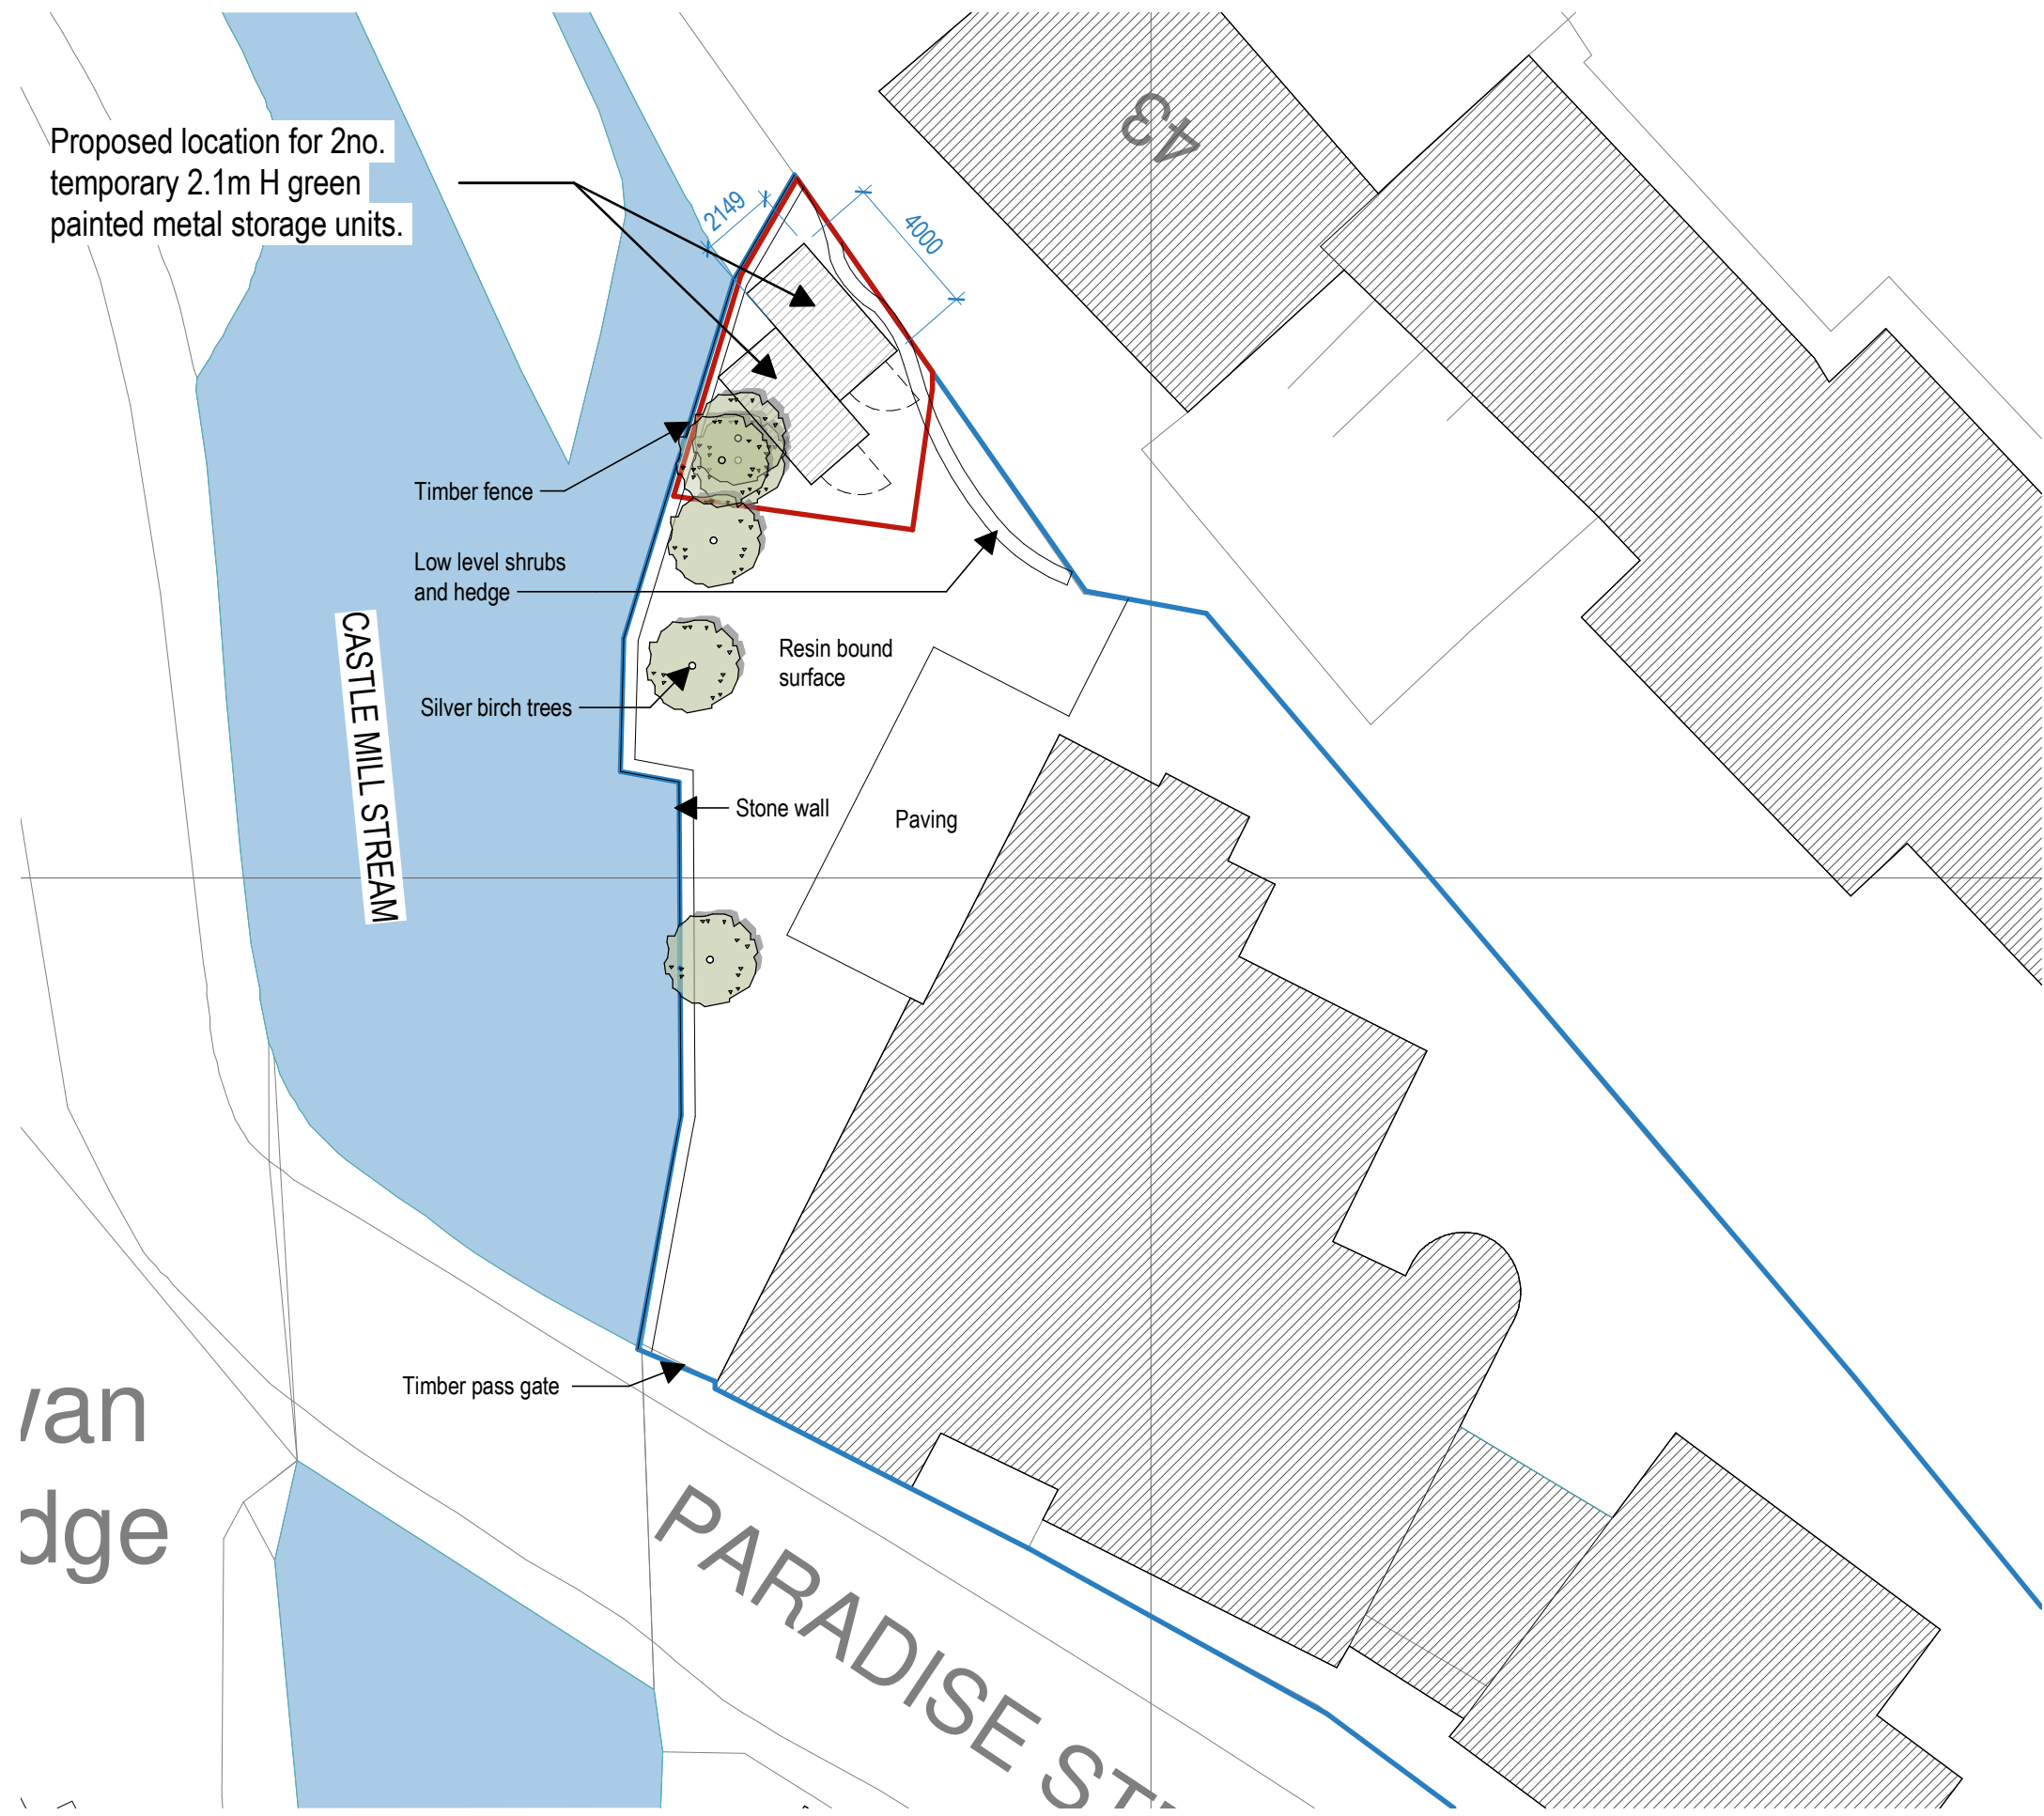 43
Proposed location for 2no.
temporary 2.1m H green
painted metal storage units.
2149
4000
Timber fence
Low level shrubs
and hedge
CASTLE MILL STREAM
Resin bound
surface
Silver birch trees
Stone wall
Paving
Timber pass gate
PARADISE ST